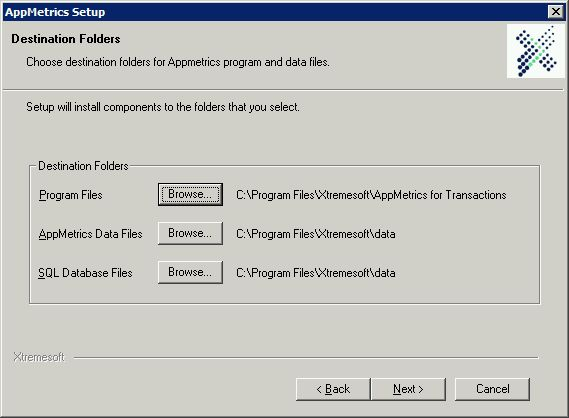 AppMetrics Setup
Destination Folders
Choose destination folders for Appmetrics program and data files.
Setup will install components to the folders that you select.
Destination Folders
Program Files Browse... C:\Program Files\Xtremesoft\AppMetrics for Transactions
AppMetrics Data Files Browse... C:\Program Files\Xtremesoft\data
SQL Database Files Browse... C:\Program Files\Xtremesoft\data
Xtremesoft
< Back Next > Cancel